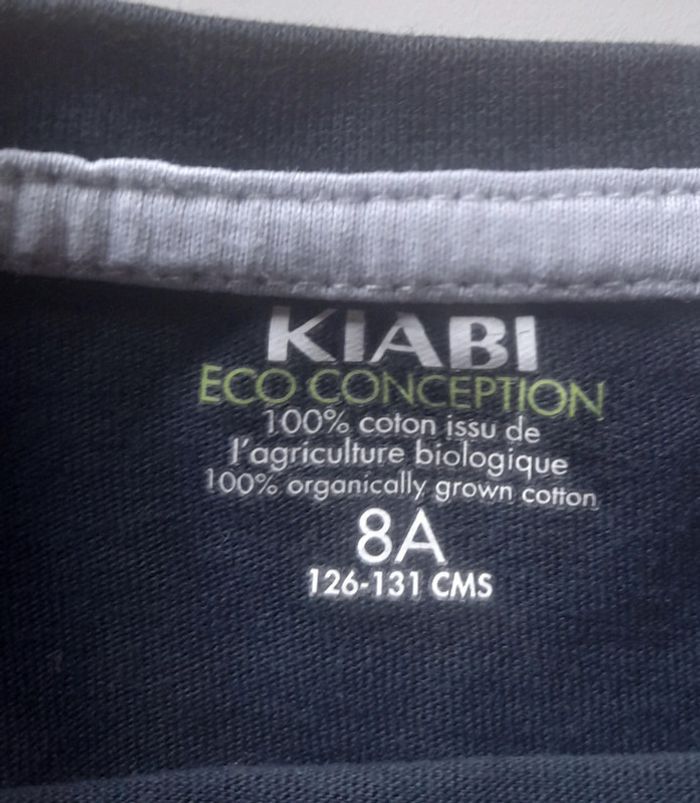 KIABI
ECO CONCEPTION
100% coton issu de
l'agriculture biologique
100% organically grown cotton
8A
126-131 CMS